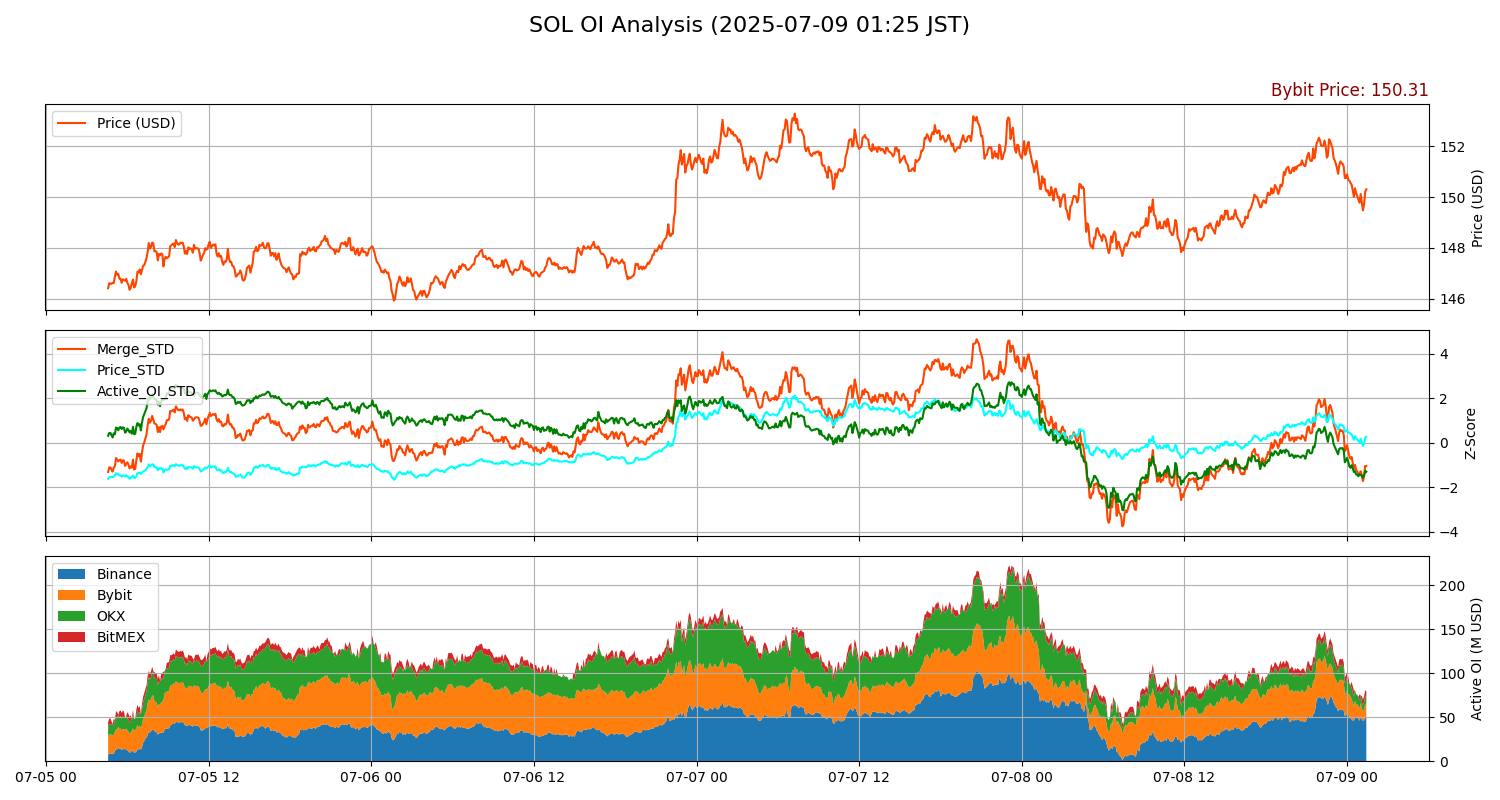 SOL OI Analysis (2025-07-09 01:25 JST)
Bybit Price: 150.31
Price (USD)
152
150
148
146
Price (USD)
Merge_STD
Price_STD
Active_OI_STD
4
2
0
−2
−4
Z-Score
Binance
Bybit
OKX
BitMEX
200
150
100
50
0
Active OI (M USD)
07-05 00
07-05 12
07-06 00
07-06 12
07-07 00
07-07 12
07-08 00
07-08 12
07-09 00